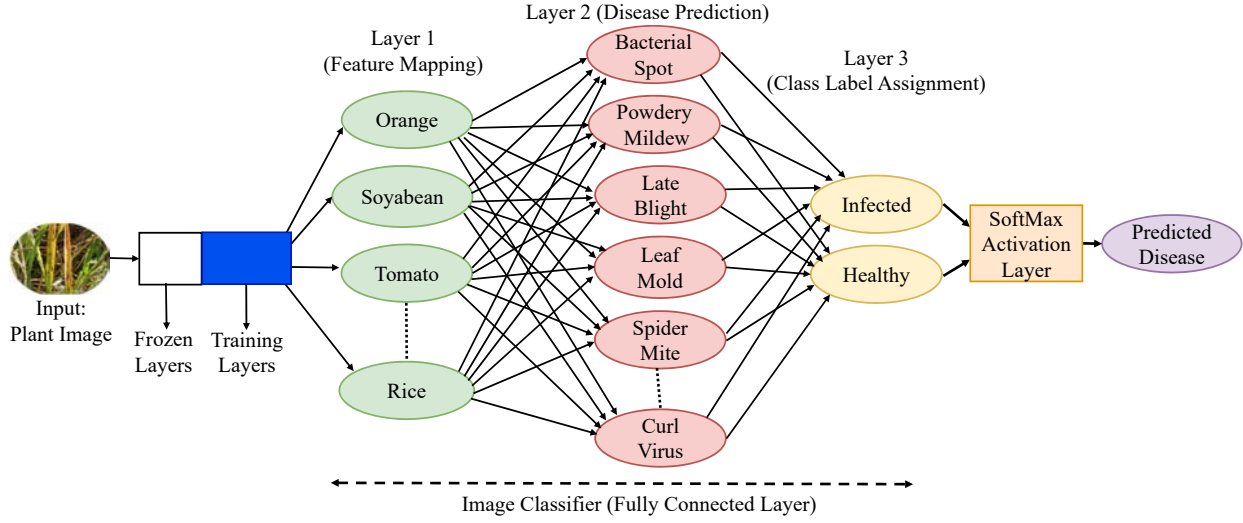 Layer 2 (Disease Prediction)
Layer 1
(Feature Mapping)
Layer 3
(Class Label Assignment)
Input:
Plant Image
Frozen
Layers
Training
Layers
Orange
Soyabean
Tomato
Rice
Bacterial
Spot
Powdery
Mildew
Late
Blight
Leaf
Mold
Spider
Mite
Curl
Virus
Infected
Healthy
SoftMax
Activation
Layer
Predicted
Disease
Image Classifier (Fully Connected Layer)